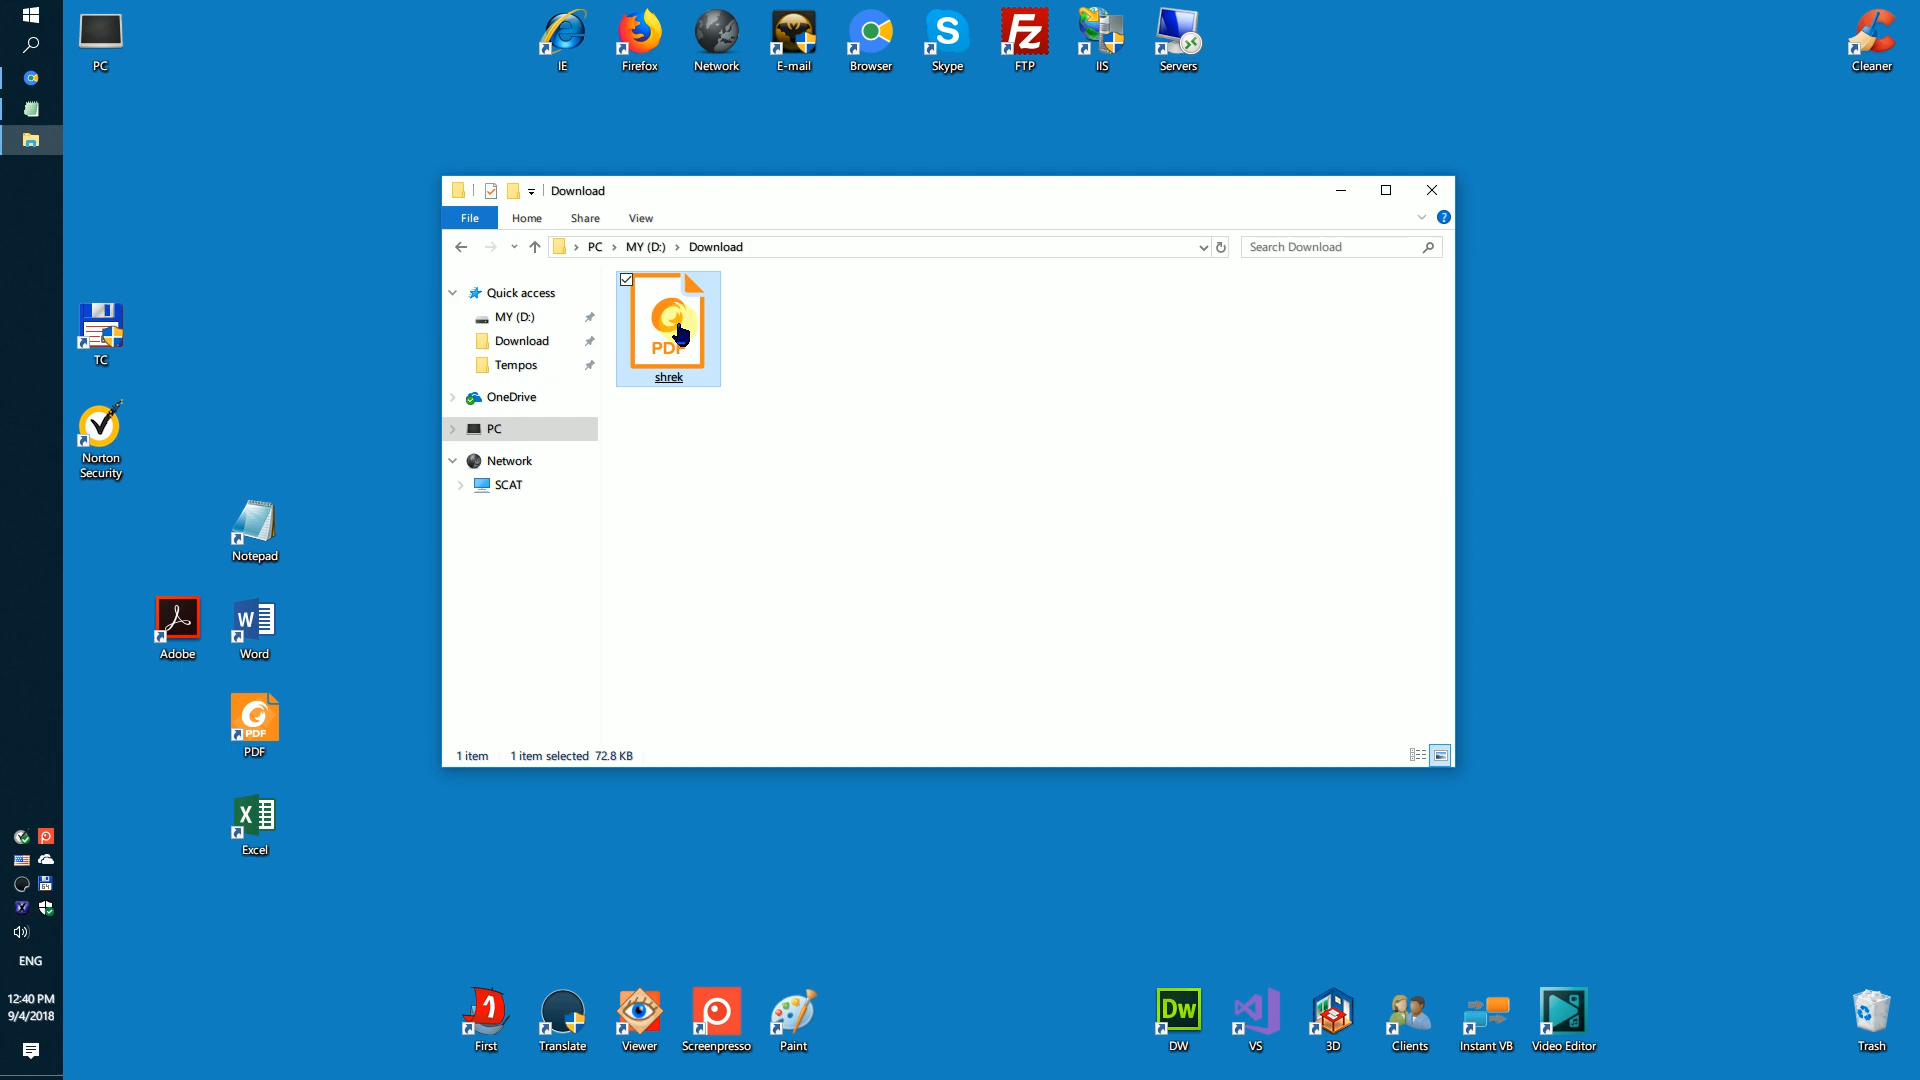 PC
IE
Firefox
Network
E-mail
Browser
Skype
FTP
IIS
Servers
Cleaner
Download
File
Home
Share
View
PC
MY (D:)
Download
Search Download
Quick access
MY (D:)
Download
Tempos
OneDrive
PC
Network
SCAT
PDF
shrek
1 item
1 item selected 72.8 KB
TC
Norton
Security
Notepad
Adobe
Word
PDF
PDF
Excel
ENG
12:40 PM
9/4/2018
First
Translate
Viewer
Screenpresso
Paint
Dw
DW
VS
3D
Clients
Instant VB
Video Editor
Trash